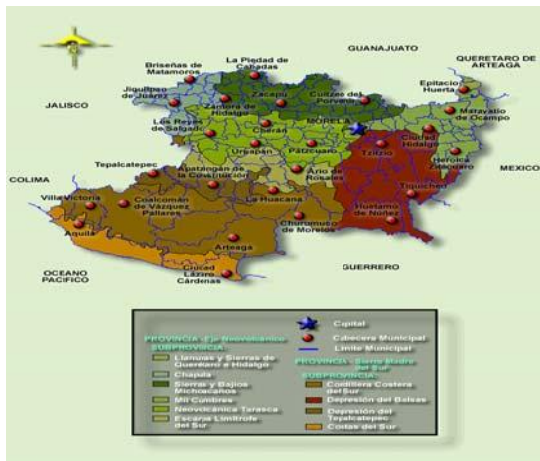 GUANAJUATO
QUERETARO DE
ARTEAGA
La Piedad de
Cabadas
Briseñas de
Matamoros
Epitacio
Huerta
Jiquilpan
de Juárez
Zacapu
Cuitzeo del
Porvenir
JALISCO
Zamora de
Hidalgo
Maravatío
de Ocampo
MORELIA
Los Reyes
de Salgado
Cherán
Ciudad
Hidalgo
Uruapan
Pátzcuaro
Tzitzio
Heroica
Zitácuaro
MEXICO
Tepalcatepec
Apatzingán de
la Constitución
Ario de
Rosales
COLIMA
Tiquicheo
Villa Victoria
Coalcomán
de Vázquez
Pallares
La Huacana
Churumuco
de Morelos
Huetamo
de Núñez
Aquila
Arteaga
OCEANO
PACIFICO
Ciudad
Lázaro
Cárdenas
GUERRERO
Capital
PROVINCIA - Eje Neovolcánico
SUBPROVINCIA:
Cabecera Municipal
Límite Municipal
Llanuras y Sierras de
Querétaro e Hidalgo
PROVINCIA - Sierra Madre
del Sur
Chapala
SUBPROVINCIA:
Sierras y Bajíos
Michoacanos
Cordillera Costera
del Sur
Mil Cumbres
Depresión del Balsas
Neovolcánica Tarasca
Depresión del
Tepalcatepec
Escarpa Limítrofe
del Sur
Costas del Sur